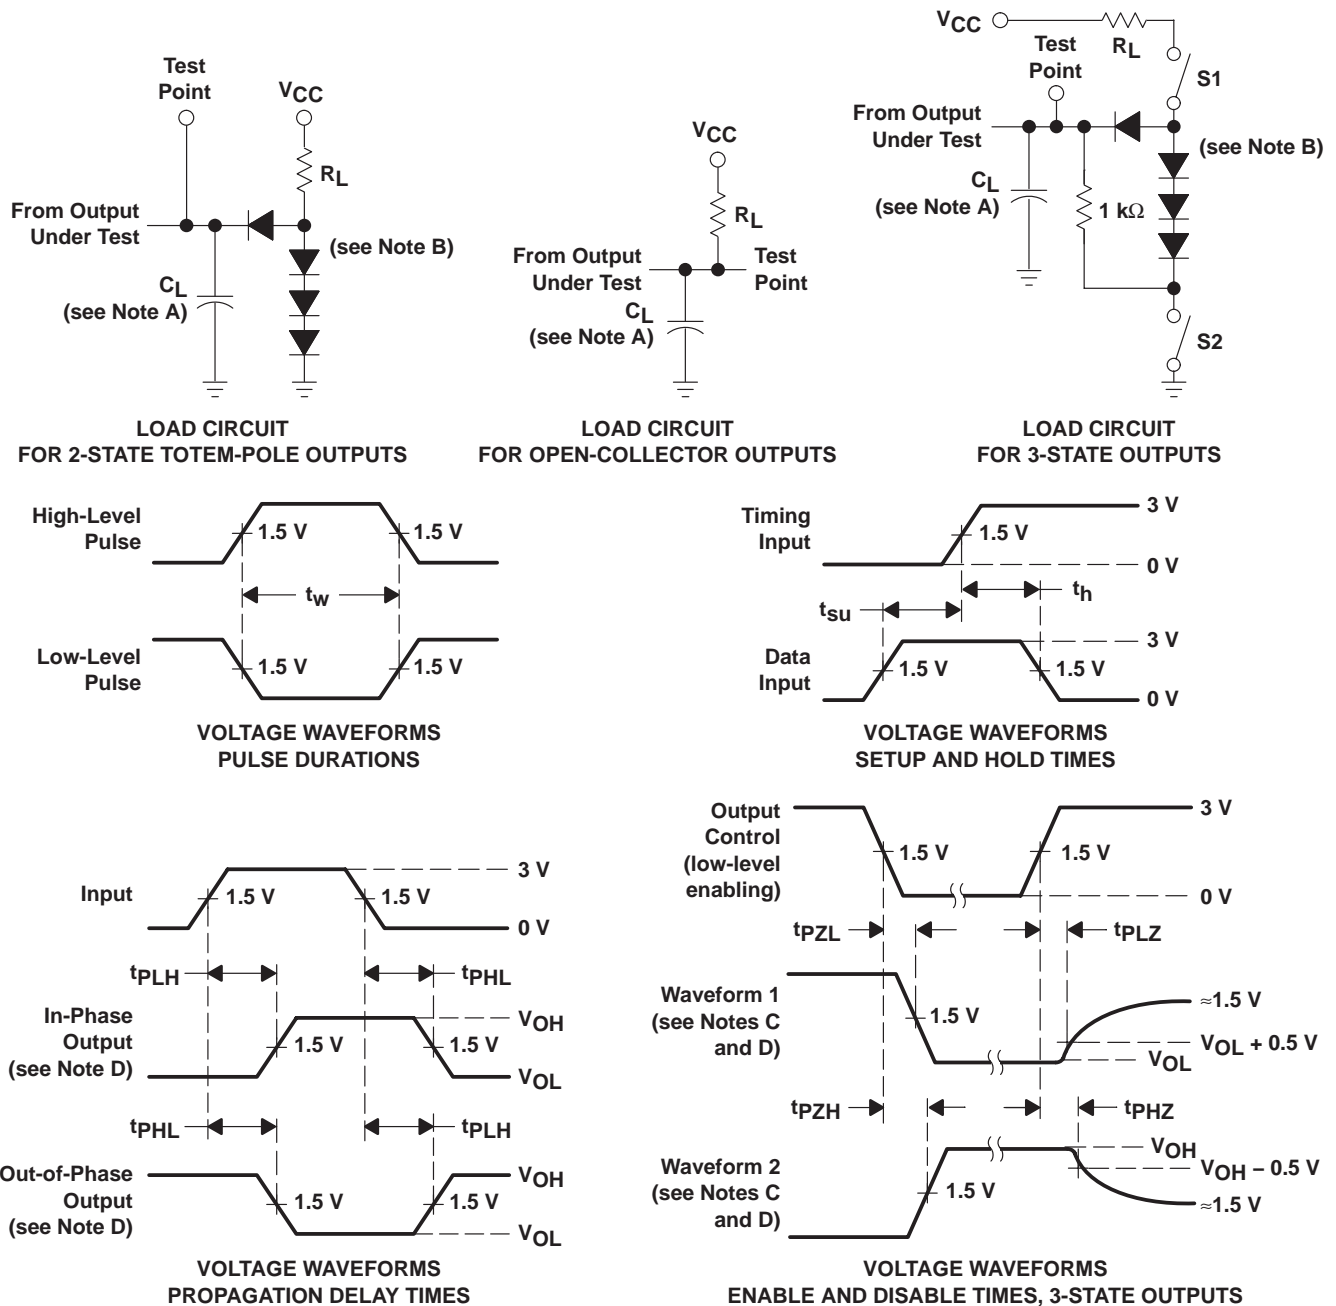 Test
Point
VCC
RL
From Output
Under Test
(see Note B)
CL
(see Note A)
LOAD CIRCUIT
FOR 2-STATE TOTEM-POLE OUTPUTS
VCC
RL
From Output
Under Test
Test
Point
CL
(see Note A)
LOAD CIRCUIT
FOR OPEN-COLLECTOR OUTPUTS
VCC
RL
Test
Point
S1
From Output
Under Test
(see Note B)
CL
(see Note A)
1 kΩ
S2
LOAD CIRCUIT
FOR 3-STATE OUTPUTS
High-Level
Pulse
1.5 V
1.5 V
tw
Low-Level
Pulse
1.5 V
1.5 V
VOLTAGE WAVEFORMS
PULSE DURATIONS
Timing
Input
3 V
1.5 V
0 V
th
tsu
3 V
Data
Input
1.5 V
1.5 V
0 V
VOLTAGE WAVEFORMS
SETUP AND HOLD TIMES
3 V
Input
1.5 V
1.5 V
0 V
tPLH
tPHL
In-Phase
Output
(see Note D)
VOH
1.5 V
1.5 V
VOL
tPHL
tPLH
Out-of-Phase
Output
(see Note D)
VOH
1.5 V
1.5 V
VOL
VOLTAGE WAVEFORMS
PROPAGATION DELAY TIMES
Output
Control
(low-level
enabling)
3 V
1.5 V
1.5 V
0 V
tPZL
tPLZ
Waveform 1
(see Notes C
and D)
1.5 V
≈1.5 V
VOL + 0.5 V
VOL
tPZH
tPHZ
Waveform 2
(see Notes C
and D)
1.5 V
VOH
VOH − 0.5 V
≈1.5 V
VOLTAGE WAVEFORMS
ENABLE AND DISABLE TIMES, 3-STATE OUTPUTS